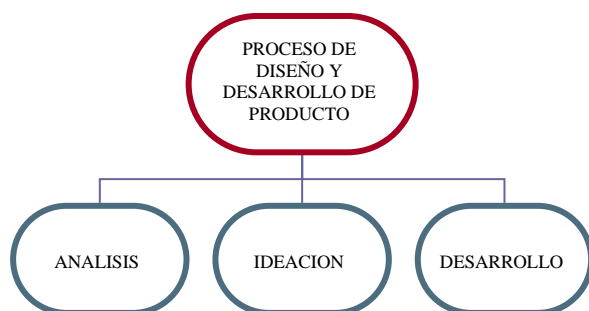 PROCESO DE
DISEÑO Y
DESARROLLO DE
PRODUCTO
ANALISIS
IDEACION
DESARROLLO